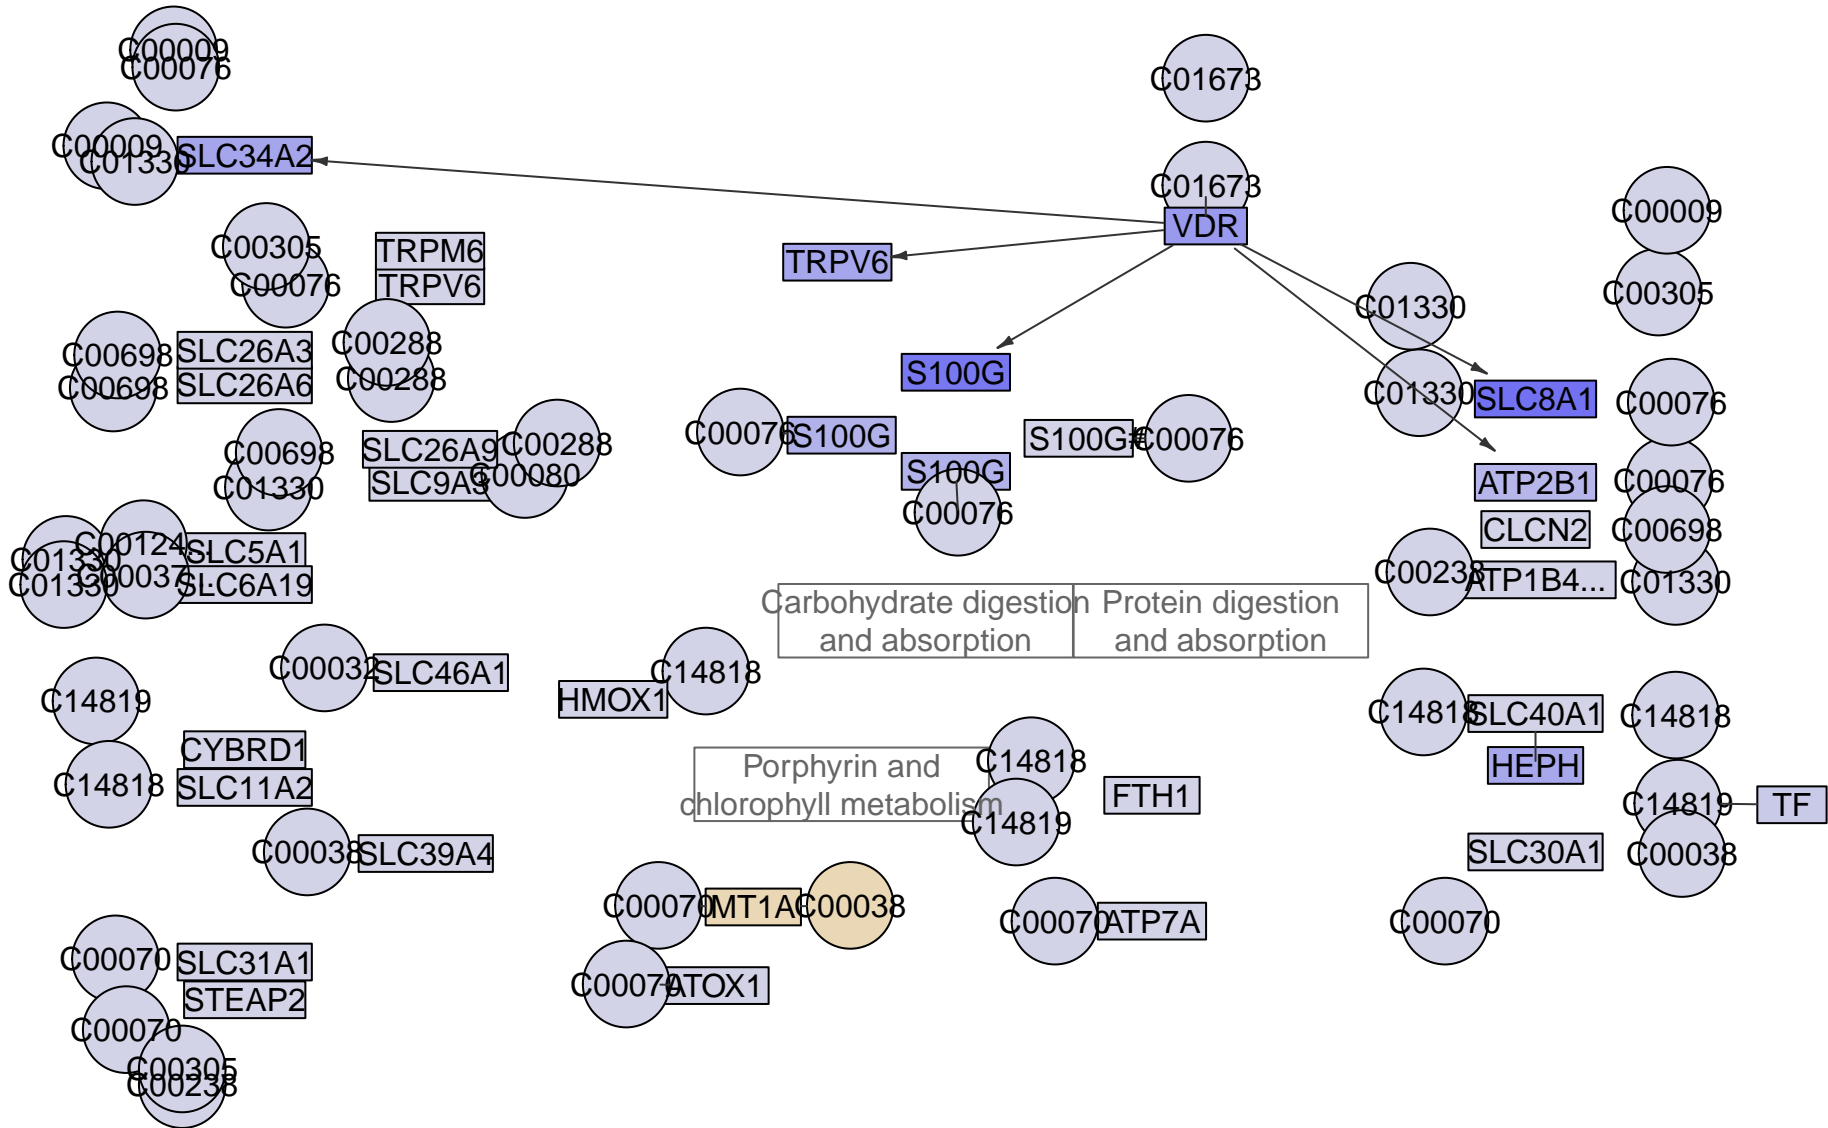 C00009
C00076
C01673
C00009
C01330
SLC34A2
C01673
VDR
C00009
C00305
C00076
TRPM6
TRPV6
TRPV6
C01330
C00305
C00698
C00698
SLC26A3
SLC26A6
C00288
C00288
S100G
C01330
SLC8A1
C00076
C00698
C01330
SLC26A9
SLC9A3
C00288
C00080
C00076
S100G
S100G
C00076
S100G#
C00076
ATP2B1
C00076
CLCN2
C00698
C01330
C01330
C00124...
C00037...
SLC5A1
SLC6A19
C00238
ATP1B4...
C01330
Carbohydrate digestion
and absorption
Protein digestion
and absorption
C00032
SLC46A1
HMOX1
C14818
C14819
C14818
CYBRD1
SLC11A2
C14818
SLC40A1
HEPH
C14818
Porphyrin and
chlorophyll metabolism
C14818
C14819
FTH1
C14819
TF
C00038
SLC39A4
SLC30A1
C00038
C00070
MT1A
C00038
C00070
ATP7A
C00070
C00070
SLC31A1
STEAP2
C00070
ATOX1
C00070
C00305
C00238